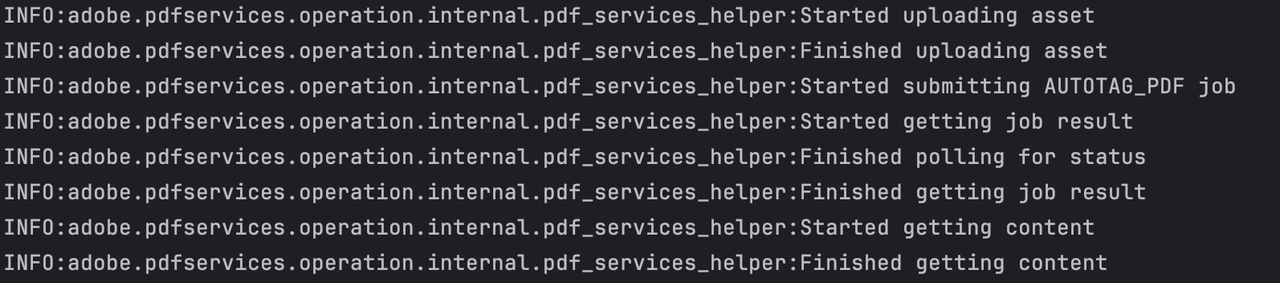 INFO:adobe.pdfservices.operation.internal.pdf_services_helper:Started uploading asset
INFO:adobe.pdfservices.operation.internal.pdf_services_helper:Finished uploading asset
INFO:adobe.pdfservices.operation.internal.pdf_services_helper:Started submitting AUTOTAG_PDF job
INFO:adobe.pdfservices.operation.internal.pdf_services_helper:Started getting job result
INFO:adobe.pdfservices.operation.internal.pdf_services_helper:Finished polling for status
INFO:adobe.pdfservices.operation.internal.pdf_services_helper:Finished getting job result
INFO:adobe.pdfservices.operation.internal.pdf_services_helper:Started getting content
INFO:adobe.pdfservices.operation.internal.pdf_services_helper:Finished getting content